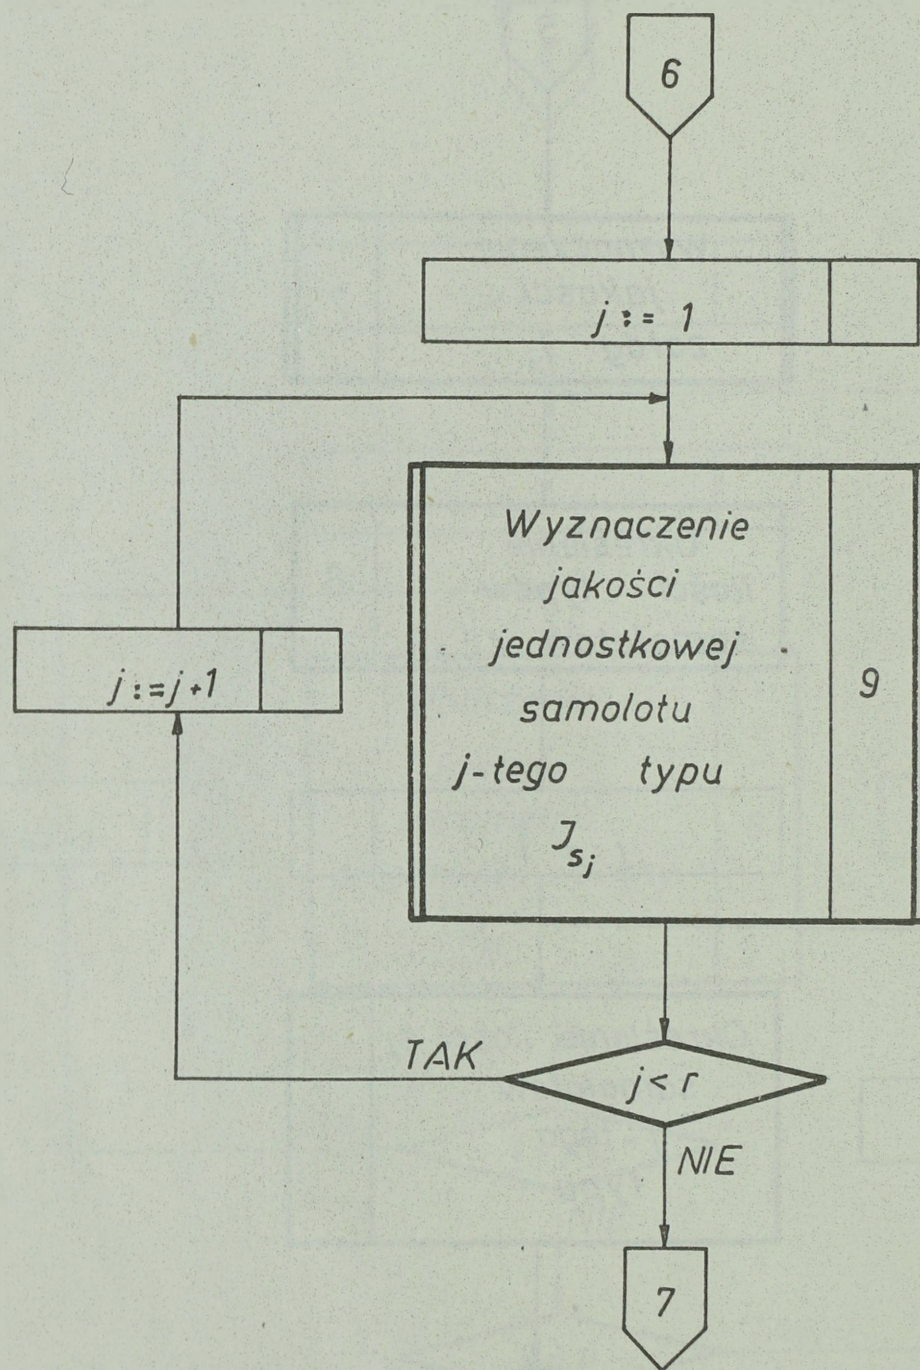 6
j := 1
Wyznaczenie
jakości
jednostkowej
samolotu
j-tego typu
J_sj
9
j:=j+1
TAK
j < r
NIE
7